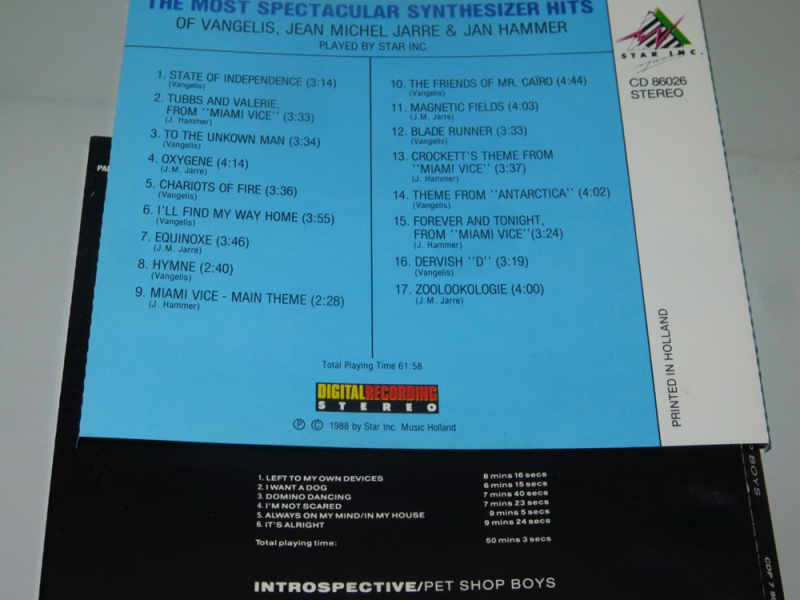 THE MOST SPECTACULAR SYNTHESIZER HITS
OF VANGELIS, JEAN MICHEL JARRE & JAN HAMMER
PLAYED BY STAR INC.
1. STATE OF INDEPENDENCE (3:14)
(Vangelis)
2. TUBBS AND VALERIE,
FROM ''MIAMI VICE'' (3:33)
(J. Hammer)
3. TO THE UNKOWN MAN (3:34)
(Vangelis)
4. OXYGENE (4:14)
(J.M. Jarre)
5. CHARIOTS OF FIRE (3:36)
(Vangelis)
6. I'LL FIND MY WAY HOME (3:55)
(Vangelis)
7. EQUINOXE (3:46)
(J.M. Jarre)
8. HYMNE (2:40)
(Vangelis)
9. MIAMI VICE - MAIN THEME (2:28)
(J. Hammer)
10. THE FRIENDS OF MR. CAÏRO (4:44)
(Vangelis)
11. MAGNETIC FIELDS (4:03)
(J.M. Jarre)
12. BLADE RUNNER (3:33)
(Vangelis)
13. CROCKETT'S THEME FROM
''MIAMI VICE'' (3:37)
(J. Hammer)
14. THEME FROM ''ANTARCTICA'' (4:02)
(Vangelis)
15. FOREVER AND TONIGHT,
FROM ''MIAMI VICE''(3:24)
(J. Hammer)
16. DERVISH ''D'' (3:19)
(Vangelis)
17. ZOOLOOKOLOGIE (4:00)
(J.M. Jarre)
Total Playing Time 61:58
DIGITAL RECORDING
STEREO
Ⓟ © 1988 by Star Inc. Music Holland
STAR INC.
CD 86026
STEREO
PRINTED IN HOLLAND
1. LEFT TO MY OWN DEVICES 8 mins 16 secs
2. I WANT A DOG 6 mins 15 secs
3. DOMINO DANCING 7 mins 40 secs
4. I'M NOT SCARED 7 mins 23 secs
5. ALWAYS ON MY MIND/IN MY HOUSE 9 mins 5 secs
6. IT'S ALRIGHT 9 mins 24 secs
Total playing time: 50 mins 3 secs
INTROSPECTIVE/PET SHOP BOYS
BOYS
CDP 7 90